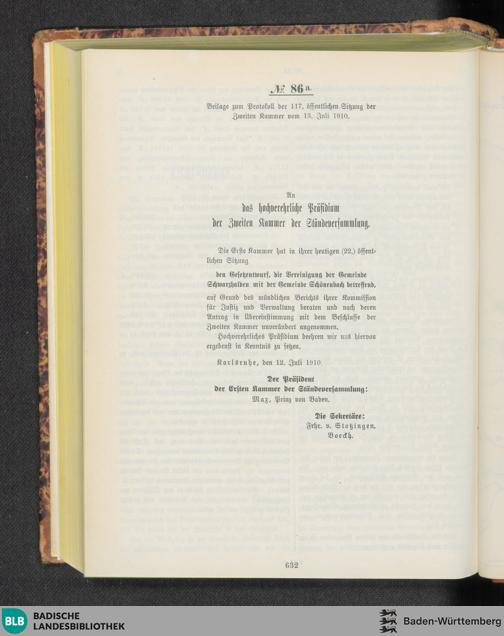 № 86a.
Beilage zum Protokoll der 117. öffentlichen Sitzung der
Zweiten Kammer vom 13. Juli 1910.
An
das hochverehrliche Präsidium
der Zweiten Kammer der Ständeversammlung.
Die Erste Kammer hat in ihrer heutigen (22.) öffent-
lichen Sitzung
den Gesetzentwurf, die Vereinigung der Gemeinde
Schwarzhalden mit der Gemeinde Schönenbach betreffend,
auf Grund des mündlichen Berichts ihrer Kommission
für Justiz und Verwaltung beraten und nach deren
Antrag in Übereinstimmung mit dem Beschlusse der
Zweiten Kammer unverändert angenommen.
Hochverehrliches Präsidium beehren wir uns hiervon
ergebenst in Kenntnis zu setzen.
Karlsruhe, den 12. Juli 1910
Der Präsident
der Ersten Kammer der Ständeversammlung:
Max, Prinz von Baden.
Die Sekretäre:
Frhr. v. Stotzingen.
Boeckh.
632
BLB BADISCHE
LANDESBIBLIOTHEK
Baden-Württemberg